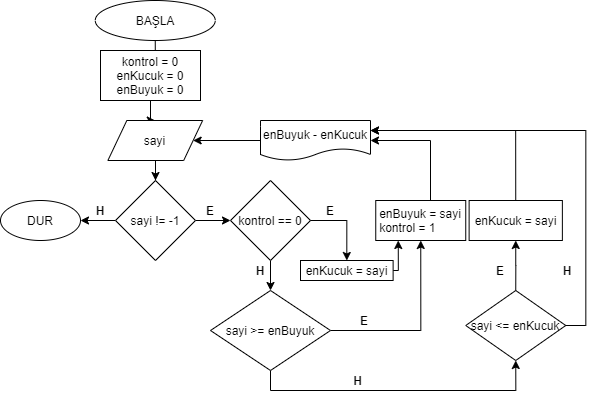 BAŞLA
kontrol = 0
enKucuk = 0
enBuyuk = 0
sayi
enBuyuk - enKucuk
DUR
H
sayi != -1
E
kontrol == 0
E
enBuyuk = sayi
kontrol = 1
enKucuk = sayi
enKucuk = sayi
H
E
H
sayi >= enBuyuk
E
sayi <= enKucuk
H